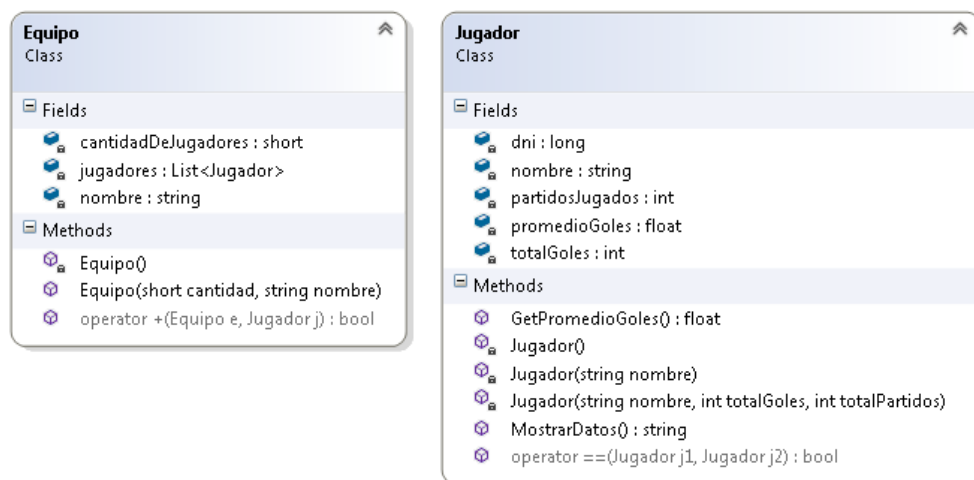 Equipo
Class
Fields
cantidadDeJugadores : short
jugadores : List<Jugador>
nombre : string
Methods
Equipo()
Equipo(short cantidad, string nombre)
operator +(Equipo e, Jugador j) : bool
Jugador
Class
Fields
dni : long
nombre : string
partidosJugados : int
promedioGoles : float
totalGoles : int
Methods
GetPromedioGoles() : float
Jugador()
Jugador(string nombre)
Jugador(string nombre, int totalGoles, int totalPartidos)
MostrarDatos() : string
operator ==(Jugador j1, Jugador j2) : bool